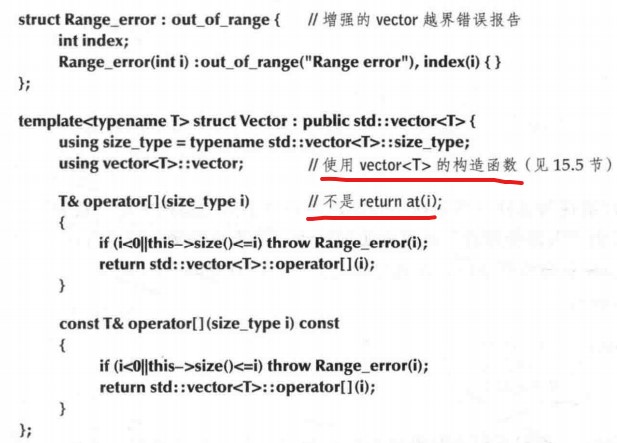 struct Range_error : out_of_range { // 增强的 vector 越界错误报告
int index;
Range_error(int i) :out_of_range("Range error"), index(i) { }
};
template<typename T> struct Vector : public std::vector<T> {
using size_type = typename std::vector<T>::size_type;
using vector<T>::vector; // 使用 vector<T> 的构造函数（见 15.5 节）
T& operator[](size_type i) // 不是 return at(i);
{
if (i<0||this->size()<=i) throw Range_error(i);
return std::vector<T>::operator[](i);
}
const T& operator[](size_type i) const
{
if (i<0||this->size()<=i) throw Range_error(i);
return std::vector<T>::operator[](i);
}
};